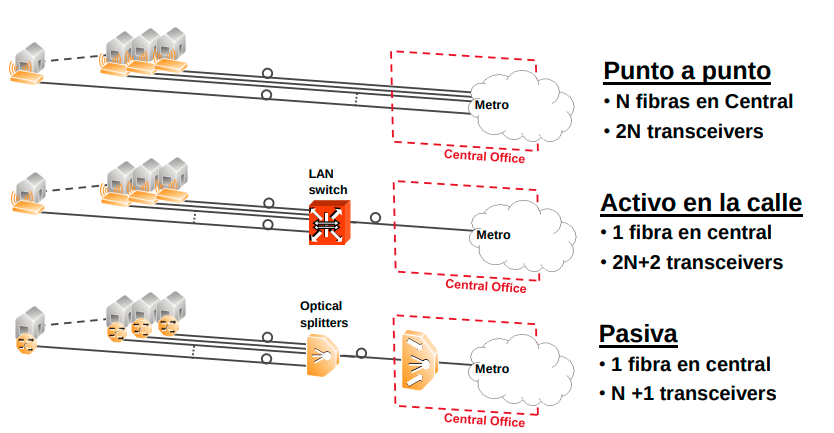 Punto a punto
• N fibras en Central
• 2N transceivers
Metro
Central Office
LAN
switch
Activo en la calle
• 1 fibra en central
• 2N+2 transceivers
Metro
Central Office
Optical
splitters
Pasiva
• 1 fibra en central
• N +1 transceivers
Metro
Central Office